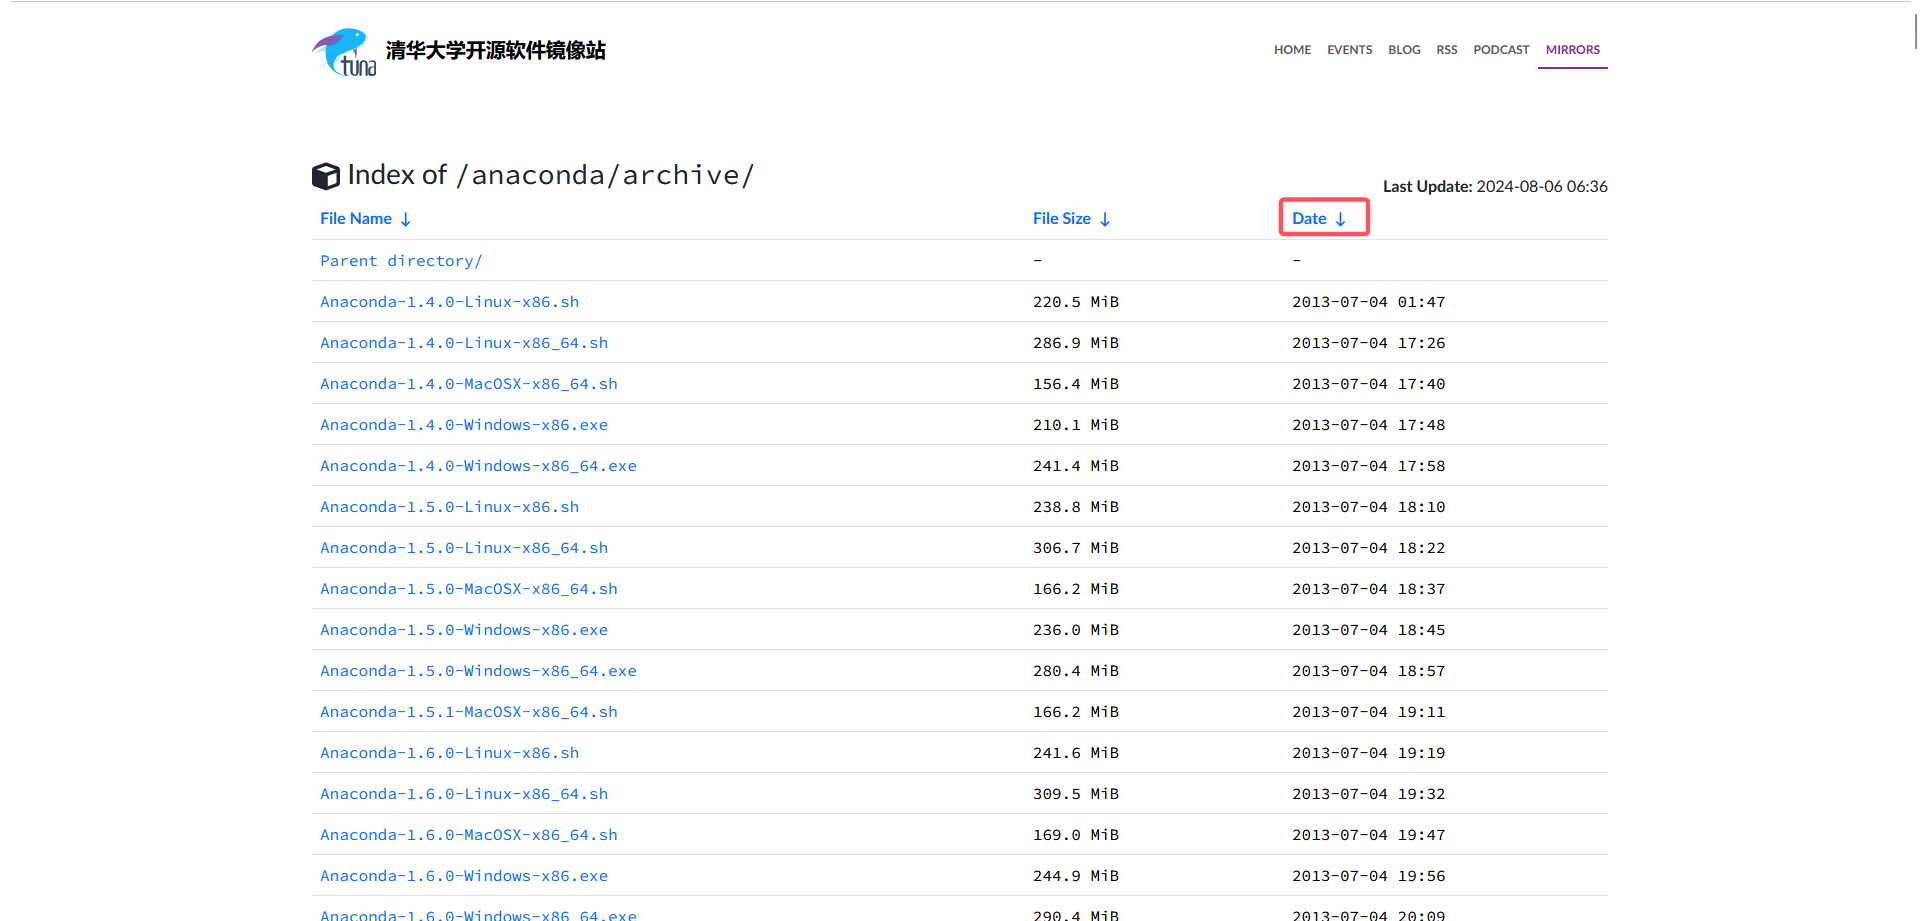 tuna 清华大学开源软件镜像站 HOME EVENTS BLOG RSS PODCAST MIRRORS
Index of /anaconda/archive/
Last Update: 2024-08-06 06:36
File Name ↓ File Size ↓ Date ↓
Parent directory/ - -
Anaconda-1.4.0-Linux-x86.sh 220.5 MiB 2013-07-04 01:47
Anaconda-1.4.0-Linux-x86_64.sh 286.9 MiB 2013-07-04 17:26
Anaconda-1.4.0-MacOSX-x86_64.sh 156.4 MiB 2013-07-04 17:40
Anaconda-1.4.0-Windows-x86.exe 210.1 MiB 2013-07-04 17:48
Anaconda-1.4.0-Windows-x86_64.exe 241.4 MiB 2013-07-04 17:58
Anaconda-1.5.0-Linux-x86.sh 238.8 MiB 2013-07-04 18:10
Anaconda-1.5.0-Linux-x86_64.sh 306.7 MiB 2013-07-04 18:22
Anaconda-1.5.0-MacOSX-x86_64.sh 166.2 MiB 2013-07-04 18:37
Anaconda-1.5.0-Windows-x86.exe 236.0 MiB 2013-07-04 18:45
Anaconda-1.5.0-Windows-x86_64.exe 280.4 MiB 2013-07-04 18:57
Anaconda-1.5.1-MacOSX-x86_64.sh 166.2 MiB 2013-07-04 19:11
Anaconda-1.6.0-Linux-x86.sh 241.6 MiB 2013-07-04 19:19
Anaconda-1.6.0-Linux-x86_64.sh 309.5 MiB 2013-07-04 19:32
Anaconda-1.6.0-MacOSX-x86_64.sh 169.0 MiB 2013-07-04 19:47
Anaconda-1.6.0-Windows-x86.exe 244.9 MiB 2013-07-04 19:56
Anaconda-1.6.0-Windows-x86_64.exe 290.4 MiB 2013-07-04 20:09